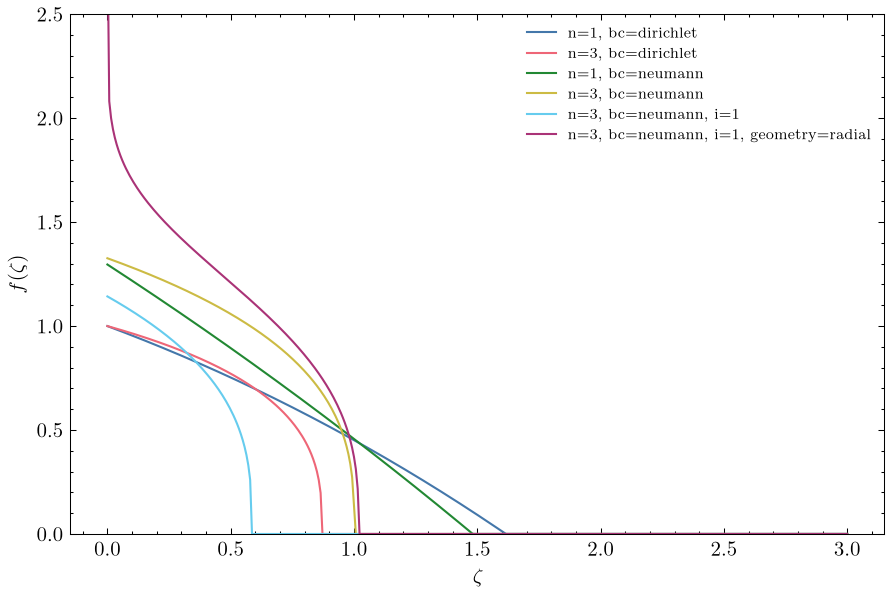 2.5
2.0
1.5
1.0
0.5
0.0
f(ζ)
0.0 0.5 1.0 1.5 2.0 2.5 3.0
ζ
n=1, bc=dirichlet
n=3, bc=dirichlet
n=1, bc=neumann
n=3, bc=neumann
n=3, bc=neumann, i=1
n=3, bc=neumann, i=1, geometry=radial